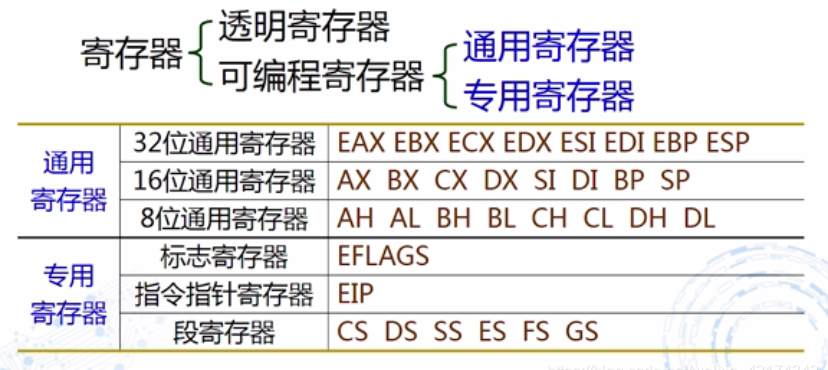 透明寄存器
寄存器
可编程寄存器
通用寄存器
专用寄存器
通用寄存器
32位通用寄存器 EAX EBX ECX EDX ESI EDI EBP ESP
16位通用寄存器 AX BX CX DX SI DI BP SP
8位通用寄存器 AH AL BH BL CH CL DH DL
专用寄存器
标志寄存器 EFLAGS
指令指针寄存器 EIP
段寄存器 CS DS SS ES FS GS